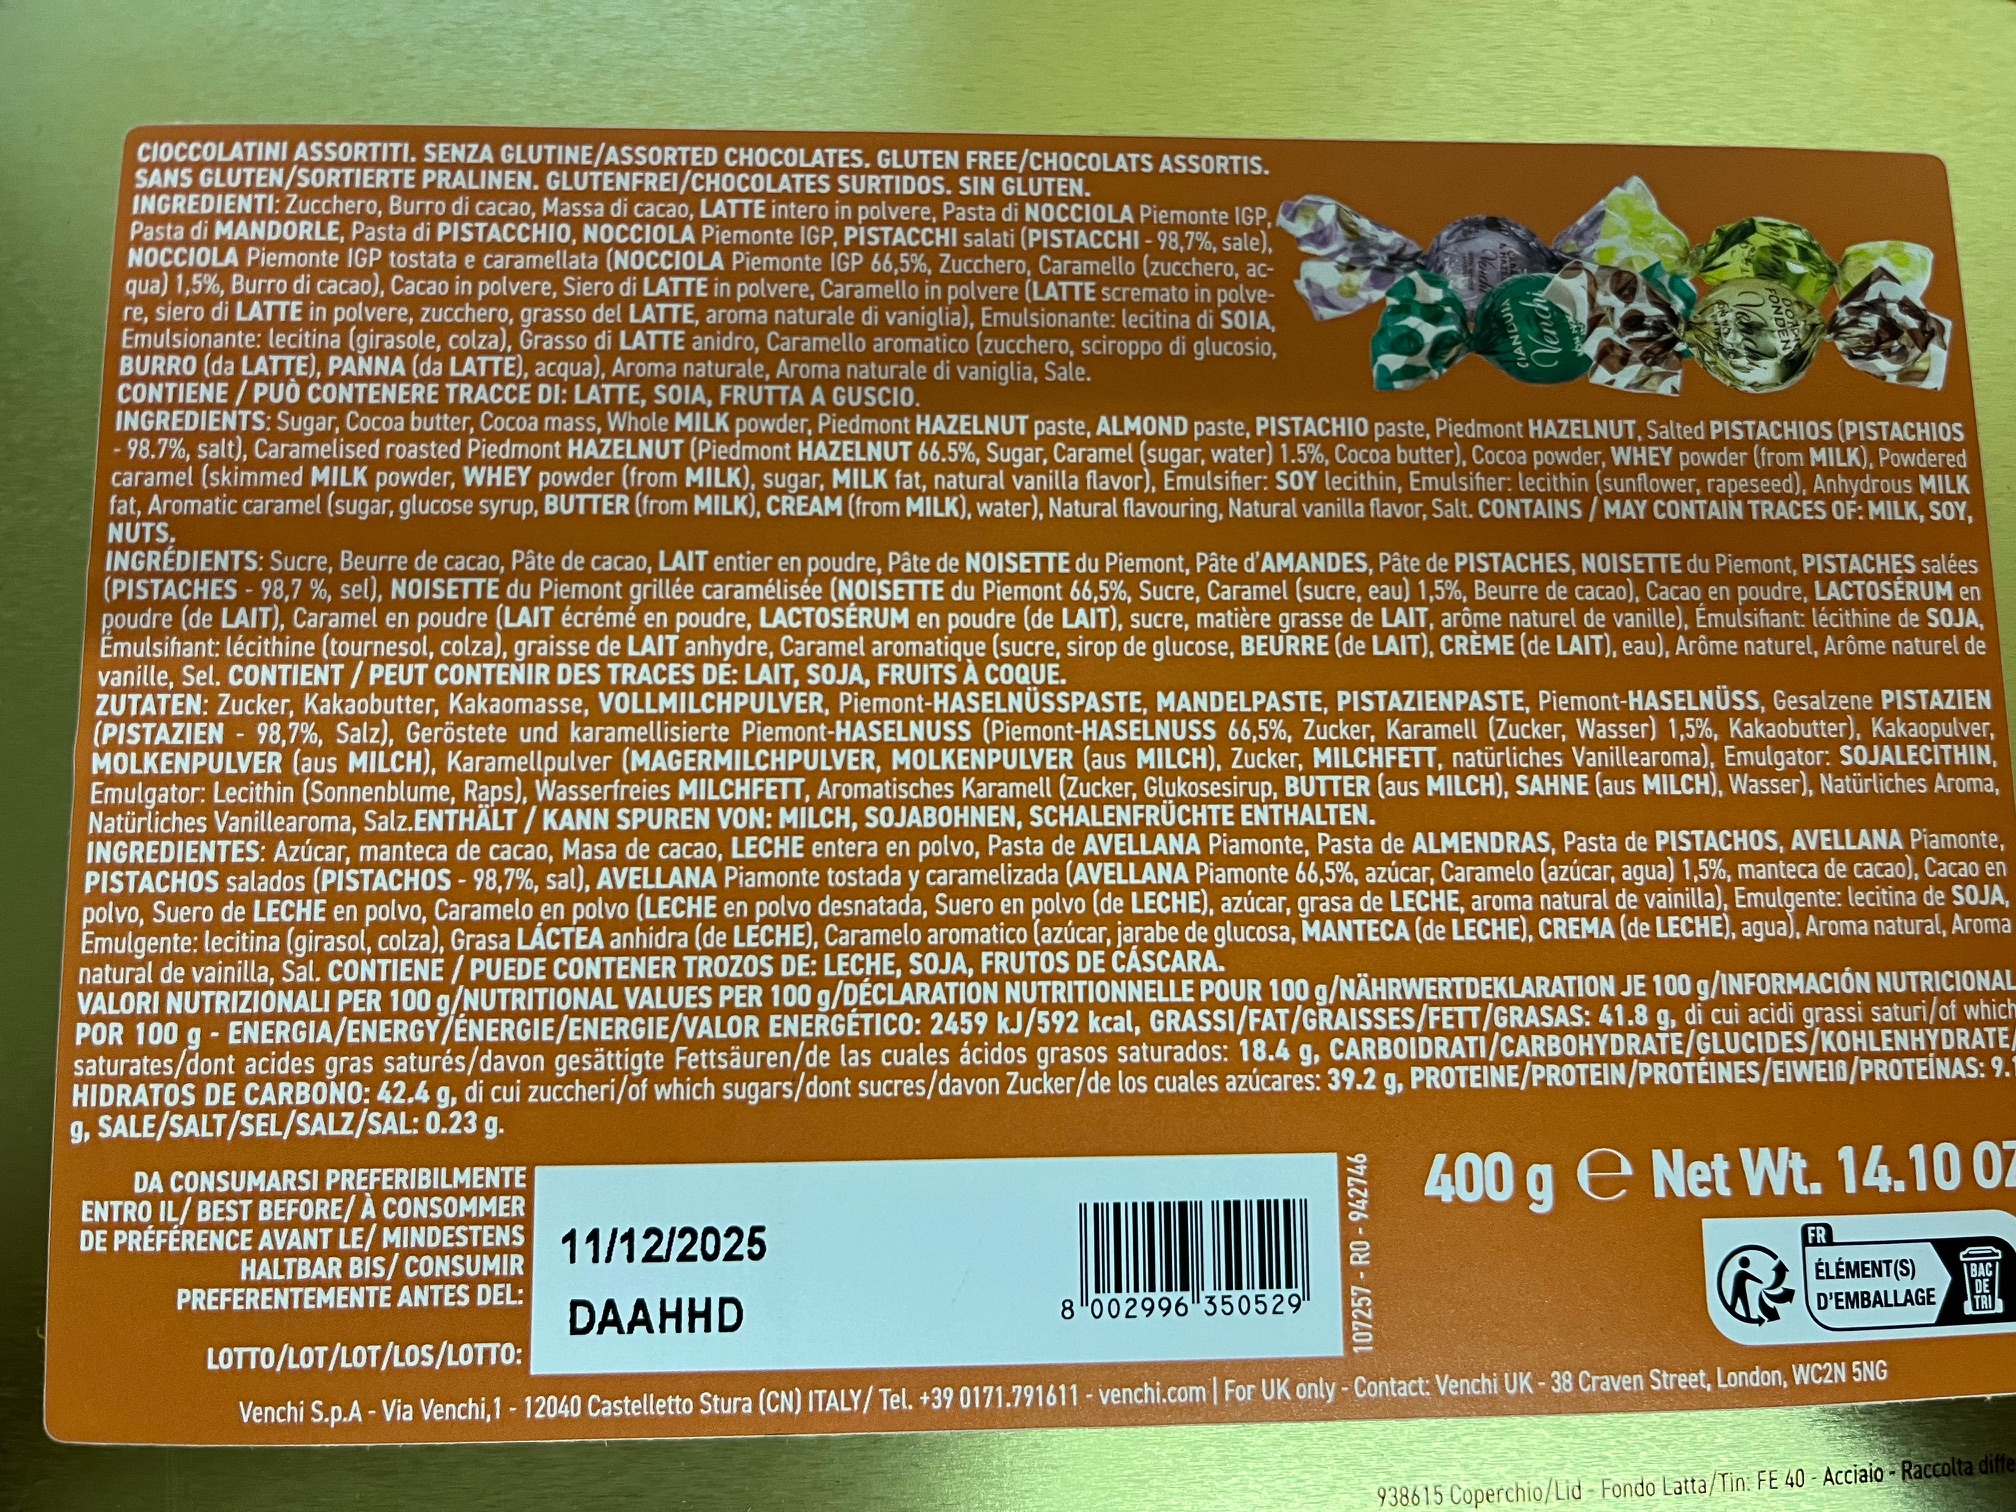 CIOCCOLATINI ASSORTITI. SENZA GLUTINE/ASSORTED CHOCOLATES. GLUTEN FREE/CHOCOLATS ASSORTIS.
SANS GLUTEN/SORTIERTE PRALINEN. GLUTENFREI/CHOCOLATES SURTIDOS. SIN GLUTEN.
INGREDIENTI: Zucchero, Burro di cacao, Massa di cacao, LATTE intero in polvere, Pasta di NOCCIOLA Piemonte IGP,
Pasta di MANDORLE, Pasta di PISTACCHIO, NOCCIOLA Piemonte IGP, PISTACCHI salati (PISTACCHI - 98,7%, sale),
NOCCIOLA Piemonte IGP tostata e caramellata (NOCCIOLA Piemonte IGP 66,5%, Zucchero, Caramello (zucchero, ac-
qua) 1,5%, Burro di cacao), Cacao in polvere, Siero di LATTE in polvere, Caramello in polvere (LATTE scremato in polve-
re, siero di LATTE in polvere, zucchero, grasso del LATTE, aroma naturale di vaniglia), Emulsionante: lecitina di SOIA,
Emulsionante: lecitina (girasole, colza), Grasso di LATTE anidro, Caramello aromatico (zucchero, sciroppo di glucosio,
BURRO (da LATTE), PANNA (da LATTE), acqua), Aroma naturale, Aroma naturale di vaniglia, Sale.
CONTIENE / PUÒ CONTENERE TRACCE DI: LATTE, SOIA, FRUTTA A GUSCIO.
GIANDUIA
Venchi
Venchi
INGREDIENTS: Sugar, Cocoa butter, Cocoa mass, Whole MILK powder, Piedmont HAZELNUT paste, ALMOND paste, PISTACHIO paste, Piedmont HAZELNUT, Salted PISTACHIOS (PISTACHIOS
- 98.7%, salt), Caramelised roasted Piedmont HAZELNUT (Piedmont HAZELNUT 66.5%, Sugar, Caramel (sugar, water) 1.5%, Cocoa butter), Cocoa powder, WHEY powder (from MILK), Powdered
caramel (skimmed MILK powder, WHEY powder (from MILK), sugar, MILK fat, natural vanilla flavor), Emulsifier: SOY lecithin, Emulsifier: lecithin (sunflower, rapeseed), Anhydrous MILK
fat, Aromatic caramel (sugar, glucose syrup, BUTTER (from MILK), CREAM (from MILK), water), Natural flavouring, Natural vanilla flavor, Salt. CONTAINS / MAY CONTAIN TRACES OF: MILK, SOY,
NUTS.
INGRÉDIENTS: Sucre, Beurre de cacao, Pâte de cacao, LAIT entier en poudre, Pâte de NOISETTE du Piemont, Pâte d'AMANDES, Pâte de PISTACHES, NOISETTE du Piemont, PISTACHES salées
(PISTACHES - 98,7 %, sel), NOISETTE du Piemont grillée caramélisée (NOISETTE du Piemont 66,5%, Sucre, Caramel (sucre, eau) 1,5%, Beurre de cacao), Cacao en poudre, LACTOSÉRUM en
poudre (de LAIT), Caramel en poudre (LAIT écrémé en poudre, LACTOSÉRUM en poudre (de LAIT), sucre, matière grasse de LAIT, arôme naturel de vanille), Émulsifiant: lécithine de SOJA,
Émulsifiant: lécithine (tournesol, colza), graisse de LAIT anhydre, Caramel aromatique (sucre, sirop de glucose, BEURRE (de LAIT), CRÈME (de LAIT), eau), Arôme naturel, Arôme naturel de
vanille, Sel. CONTIENT / PEUT CONTENIR DES TRACES DE: LAIT, SOJA, FRUITS À COQUE.
ZUTATEN: Zucker, Kakaobutter, Kakaomasse, VOLLMILCHPULVER, Piemont-HASELNÜSSPASTE, MANDELPASTE, PISTAZIENPASTE, Piemont-HASELNÜSS, Gesalzene PISTAZIEN
(PISTAZIEN - 98,7%, Salz), Geröstete und karamellisierte Piemont-HASELNUSS (Piemont-HASELNUSS 66,5%, Zucker, Karamell (Zucker, Wasser) 1,5%, Kakaobutter), Kakaopulver,
MOLKENPULVER (aus MILCH), Karamellpulver (MAGERMILCHPULVER, MOLKENPULVER (aus MILCH), Zucker, MILCHFETT, natürliches Vanillearoma), Emulgator: SOJALECITHIN,
Emulgator: Lecithin (Sonnenblume, Raps), Wasserfreies MILCHFETT, Aromatisches Karamell (Zucker, Glukosesirup, BUTTER (aus MILCH), SAHNE (aus MILCH), Wasser), Natürliches Aroma,
Natürliches Vanillearoma, Salz.ENTHÄLT / KANN SPUREN VON: MILCH, SOJABOHNEN, SCHALENFRÜCHTE ENTHALTEN.
INGREDIENTES: Azúcar, manteca de cacao, Masa de cacao, LECHE entera en polvo, Pasta de AVELLANA Piamonte, Pasta de ALMENDRAS, Pasta de PISTACHOS, AVELLANA Piamonte,
PISTACHOS salados (PISTACHOS - 98,7%, sal), AVELLANA Piamonte tostada y caramelizada (AVELLANA Piamonte 66,5%, azúcar, Caramelo (azúcar, agua) 1,5%, manteca de cacao), Cacao en
polvo, Suero de LECHE en polvo, Caramelo en polvo (LECHE en polvo desnatada, Suero en polvo (de LECHE), azúcar, grasa de LECHE, aroma natural de vainilla), Emulgente: lecitina de SOJA,
Emulgente: lecitina (girasol, colza), Grasa LÁCTEA anhidra (de LECHE), Caramelo aromatico (azúcar, jarabe de glucosa, MANTECA (de LECHE), CREMA (de LECHE), agua), Aroma natural, Aroma
natural de vainilla, Sal. CONTIENE / PUEDE CONTENER TROZOS DE: LECHE, SOJA, FRUTOS DE CÁSCARA.
VALORI NUTRIZIONALI PER 100 g/NUTRITIONAL VALUES PER 100 g/DÉCLARATION NUTRITIONNELLE POUR 100 g/NÄHRWERTDEKLARATION JE 100 g/INFORMACIÓN NUTRICIONAL
POR 100 g - ENERGIA/ENERGY/ÉNERGIE/ENERGIE/VALOR ENERGÉTICO: 2459 kJ/592 kcal, GRASSI/FAT/GRAISSES/FETT/GRASAS: 41.8 g, di cui acidi grassi saturi/of which
saturates/dont acides gras saturés/davon gesättigte Fettsäuren/de las cuales ácidos grasos saturados: 18.4 g, CARBOIDRATI/CARBOHYDRATE/GLUCIDES/KOHLENHYDRATE/
HIDRATOS DE CARBONO: 42.4 g, di cui zuccheri/of which sugars/dont sucres/davon Zucker/de los cuales azúcares: 39.2 g, PROTEINE/PROTEIN/PROTÉINES/EIWEIß/PROTEÍNAS: 9.
g, SALE/SALT/SEL/SALZ/SAL: 0.23 g.
DA CONSUMARSI PREFERIBILMENTE
ENTRO IL/ BEST BEFORE/ À CONSOMMER
DE PRÉFÉRENCE AVANT LE/ MINDESTENS
HALTBAR BIS/ CONSUMIR
PREFERENTEMENTE ANTES DEL:
LOTTO/LOT/LOT/LOS/LOTTO:
11/12/2025
DAAHHD
8 002996 350529
107257 - R0 - 942746
400 g e Net Wt. 14.10 OZ
FR
ÉLÉMENT(S)
D'EMBALLAGE
BAC
DE
TRI
Venchi S.p.A - Via Venchi,1 - 12040 Castelletto Stura (CN) ITALY/ Tel. +39 0171.791611 - venchi.com | For UK only - Contact: Venchi UK - 38 Craven Street, London, WC2N 5NG
938615 Coperchio/Lid - Fondo Latta/Tin: FE 40 - Acciaio - Raccolta